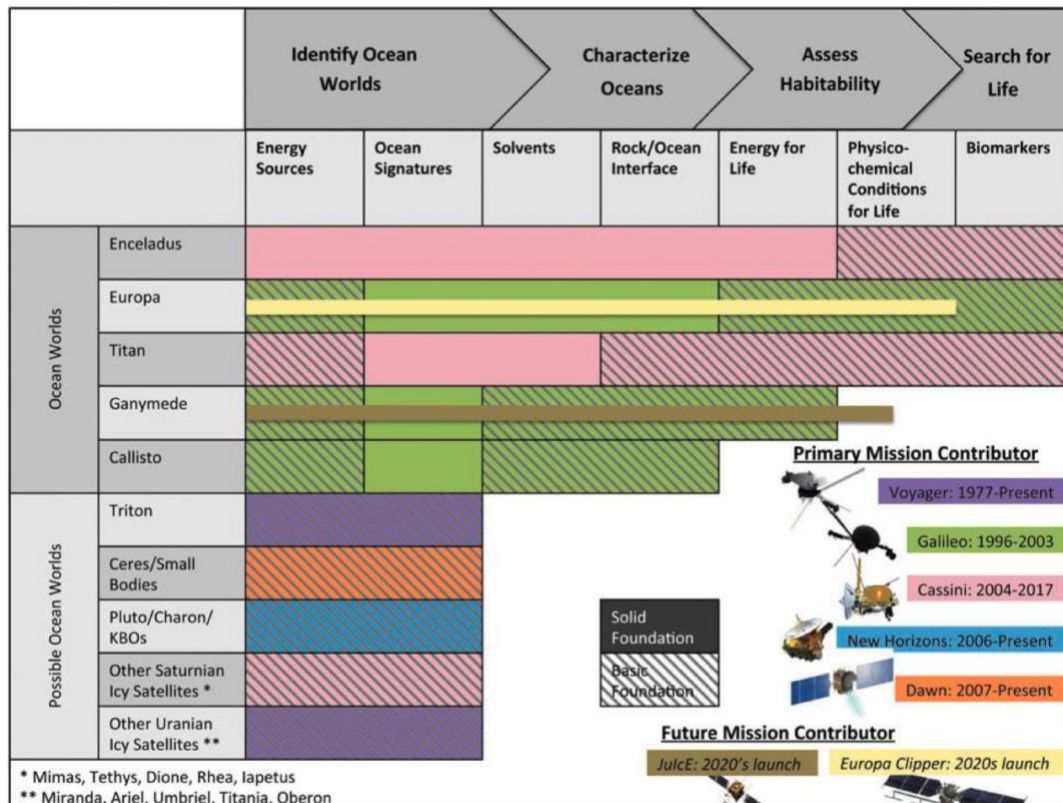 Identify Ocean
Worlds
Characterize
Oceans
Assess
Habitability
Search for
Life
Energy
Sources
Ocean
Signatures
Solvents
Rock/Ocean
Interface
Energy for
Life
Physico-
chemical
Conditions
for Life
Biomarkers
Ocean Worlds
Enceladus
Europa
Titan
Ganymede
Callisto
Possible Ocean Worlds
Triton
Ceres/Small
Bodies
Pluto/Charon/
KBOs
Other Saturnian
Icy Satellites *
Other Uranian
Icy Satellites **
Solid
Foundation
Basic
Foundation
Primary Mission Contributor
Voyager: 1977-Present
Galileo: 1996-2003
Cassini: 2004-2017
New Horizons: 2006-Present
Dawn: 2007-Present
Future Mission Contributor
JuIcE: 2020's launch
Europa Clipper: 2020s launch
* Mimas, Tethys, Dione, Rhea, Iapetus
** Miranda, Ariel, Umbriel, Titania, Oberon